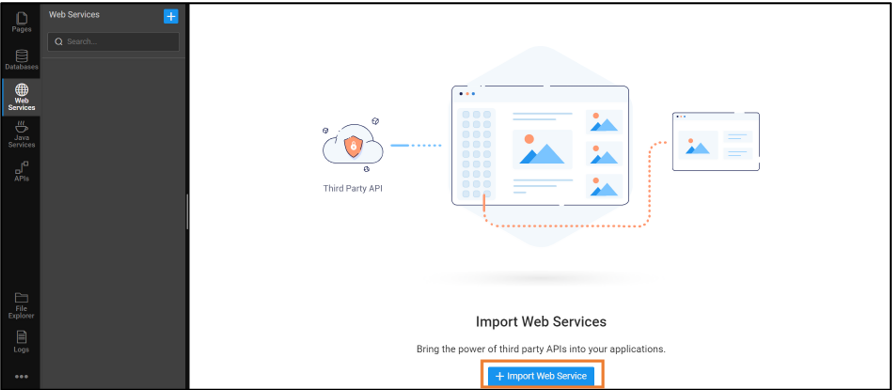 Pages
Databases
Web
Services
Java
Services
APIs
File
Explorer
Logs
Web Services
Search...
Third Party API
Import Web Services
Bring the power of third party APIs into your applications.
+ Import Web Service